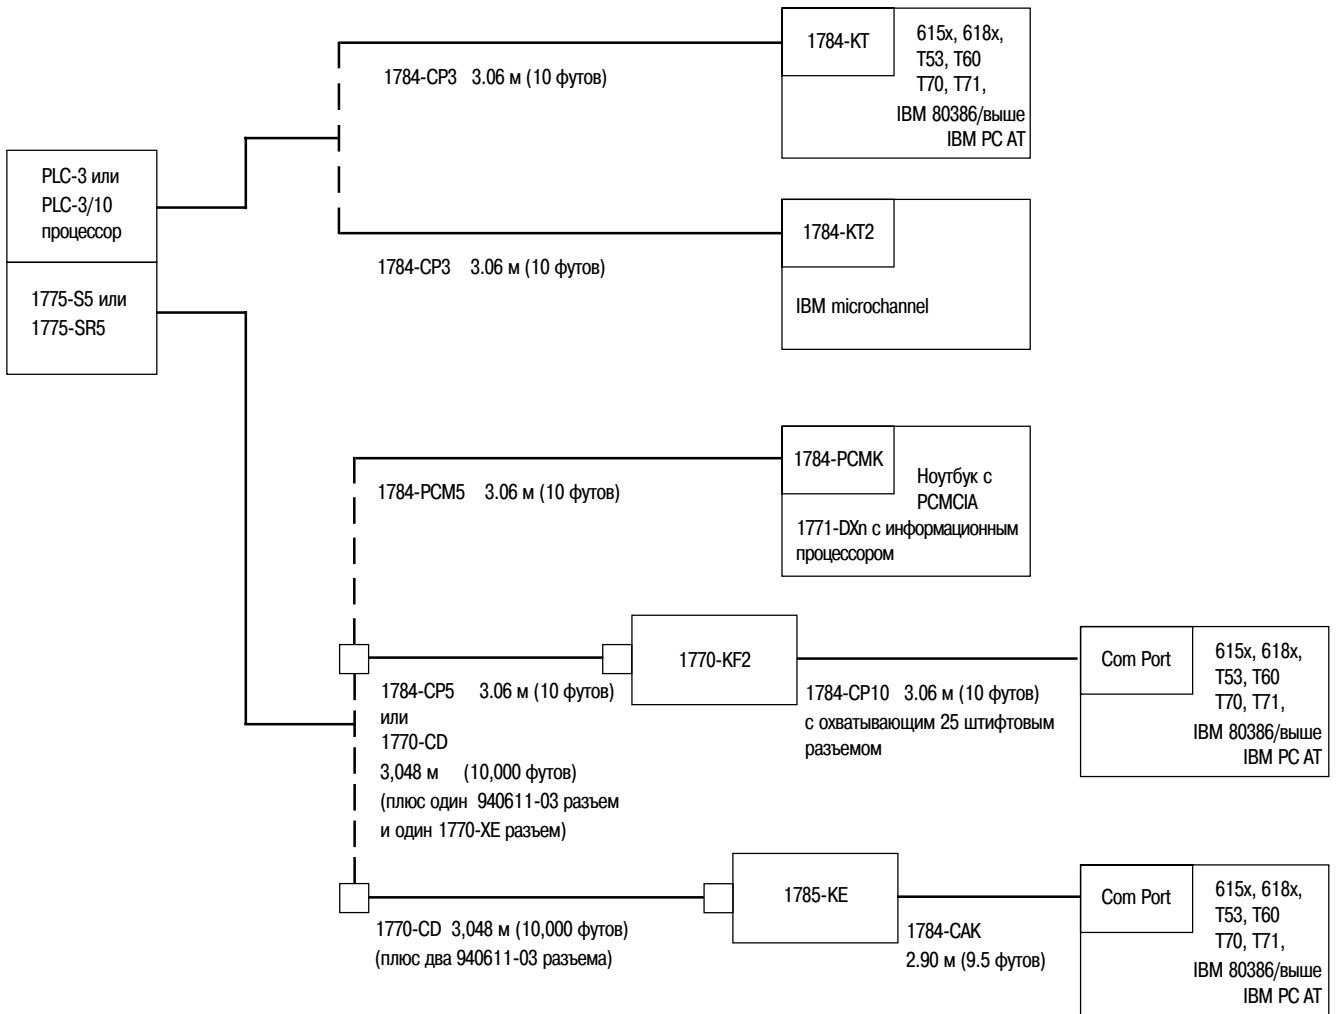 1784-KT
615x, 618x,
T53, T60
T70, T71,
IBM 80386/выше
IBM PC AT
1784-CP3 3.06 м (10 футов)
PLC-3 или
PLC-3/10
процессор
1784-KT2
IBM microchannel
1784-CP3 3.06 м (10 футов)
1775-S5 или
1775-SR5
1784-PCMK
Ноутбук с
PCMCIA
1771-DXn с информационным
процессором
1784-PCM5 3.06 м (10 футов)
1770-KF2
Com Port
615x, 618x,
T53, T60
T70, T71,
IBM 80386/выше
IBM PC AT
1784-CP5 3.06 м (10 футов)
или
1770-CD
3,048 м (10,000 футов)
(плюс один 940611-03 разъем
и один 1770-XE разъем)
1784-CP10 3.06 м (10 футов)
с охватывающим 25 штифтовым
разъемом
1785-KE
Com Port
615x, 618x,
T53, T60
T70, T71,
IBM 80386/выше
IBM PC AT
1770-CD 3,048 м (10,000 футов)
(плюс два 940611-03 разъема)
1784-CAK
2.90 м (9.5 футов)